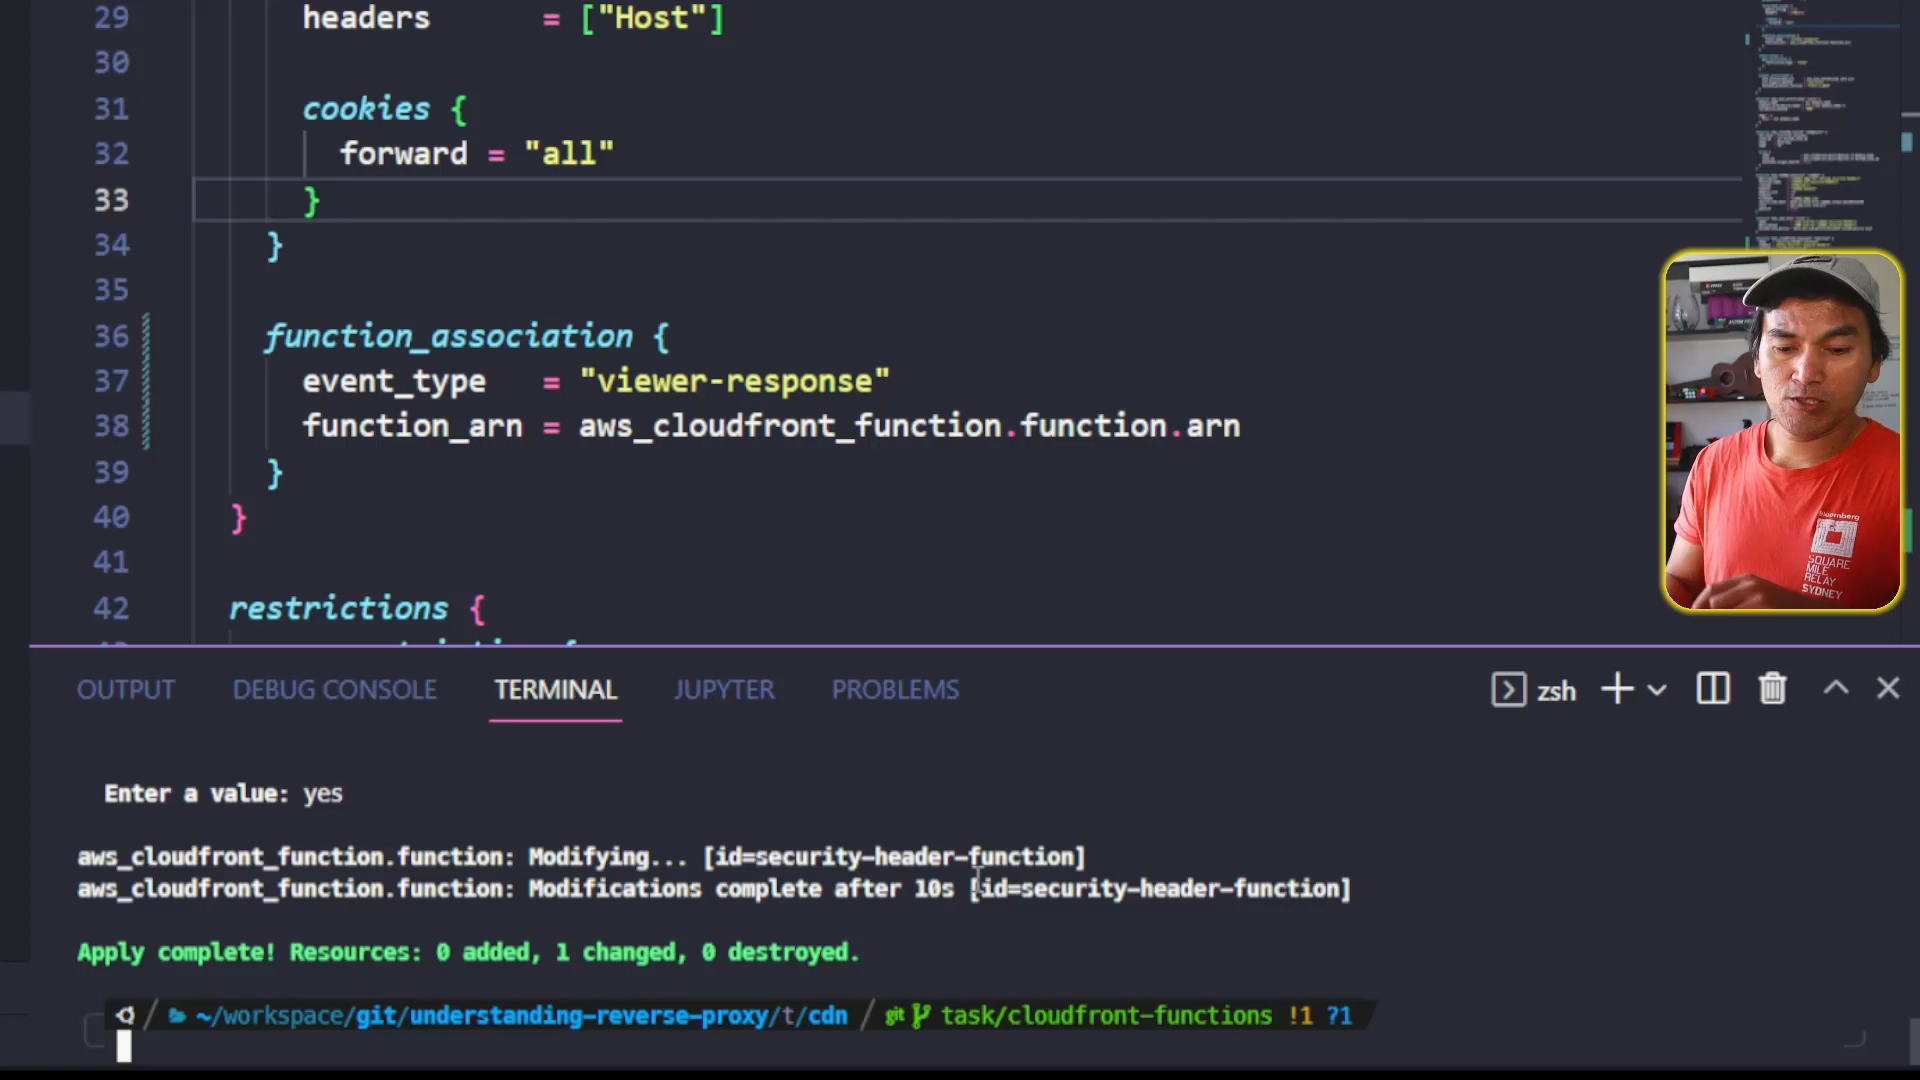 29 headers = ["Host"]
30
31 cookies {
32 forward = "all"
33 }
34 }
35
36 function_association {
37 event_type = "viewer-response"
38 function_arn = aws_cloudfront_function.function.arn
39 }
40 }
41
42 restrictions {
bloomberg
SQUARE
MILE
RELAY
SYDNEY
OUTPUT DEBUG CONSOLE TERMINAL JUPYTER PROBLEMS zsh
Enter a value: yes
aws_cloudfront_function.function: Modifying... [id=security-header-function]
aws_cloudfront_function.function: Modifications complete after 10s [id=security-header-function]
Apply complete! Resources: 0 added, 1 changed, 0 destroyed.
/ ~/workspace/git/understanding-reverse-proxy/t/cdn / git task/cloudfront-functions !1 ?1